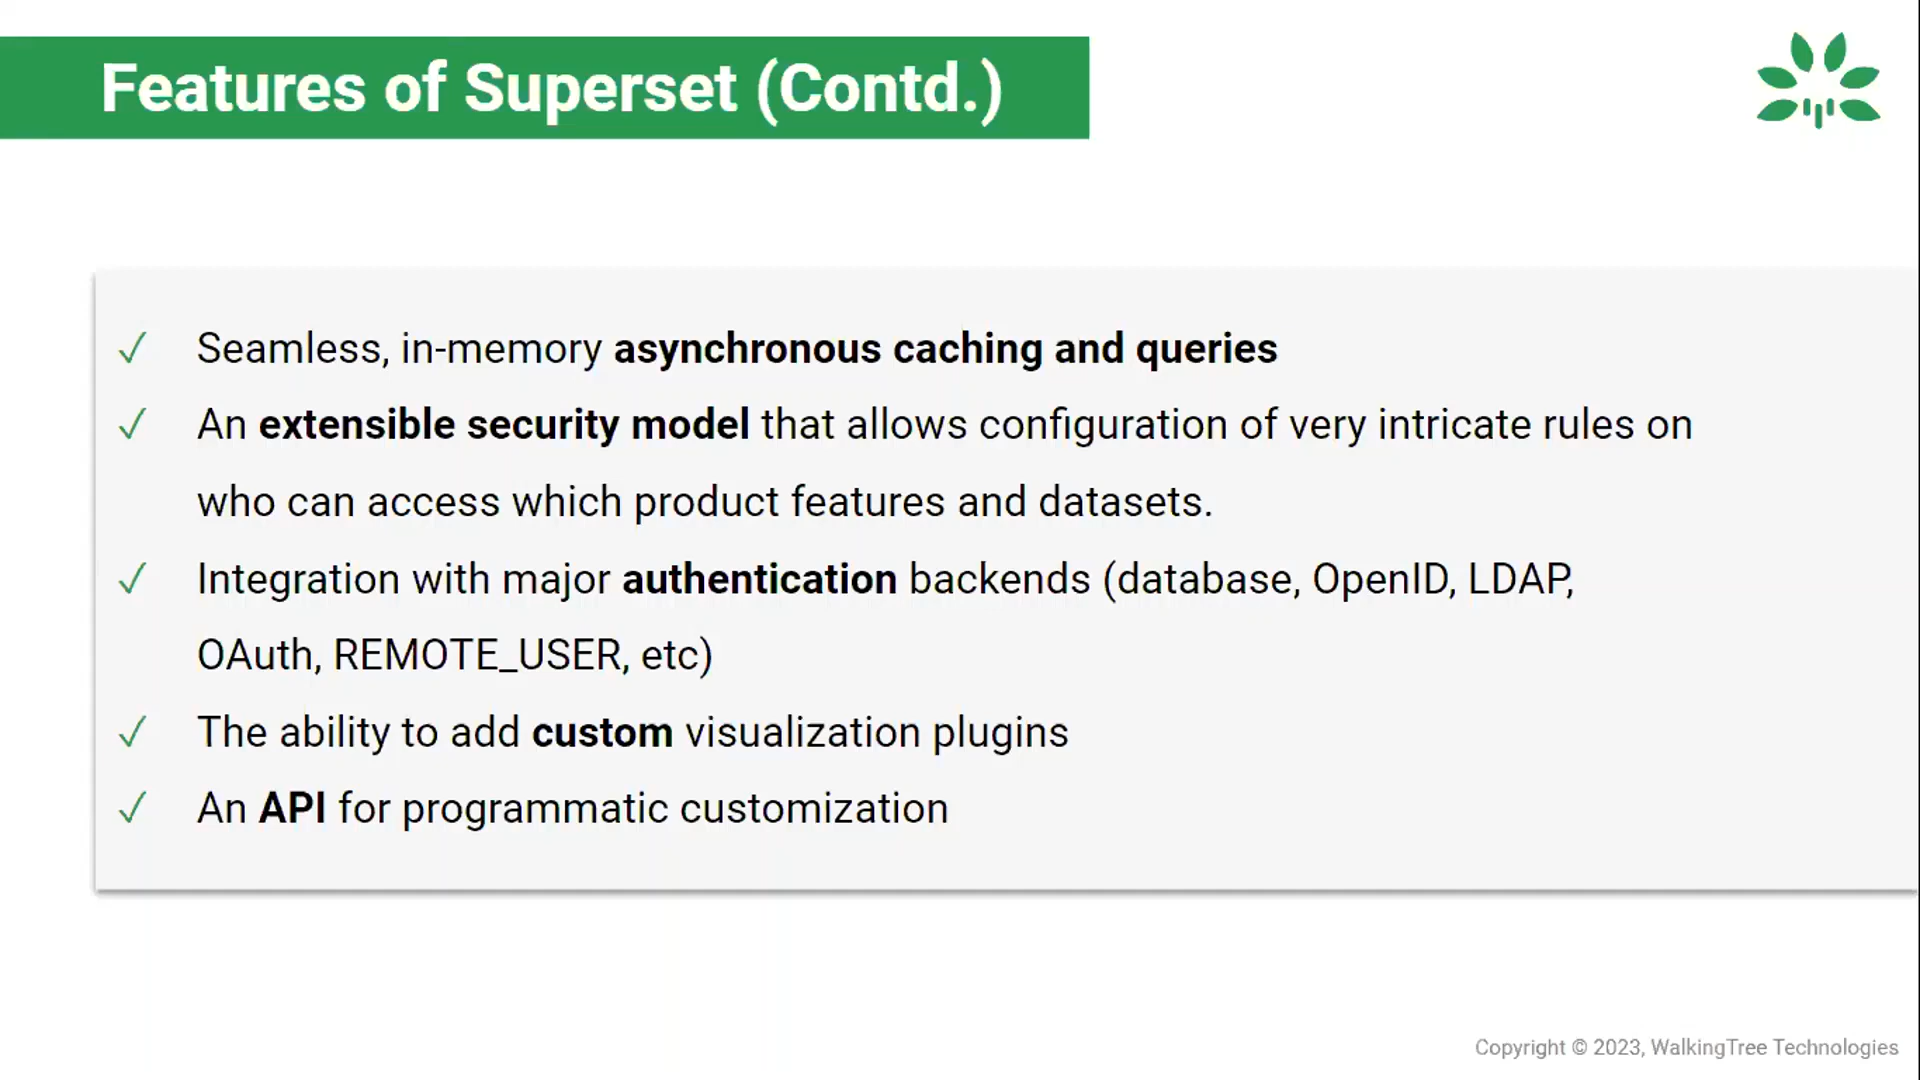 Features of Superset (Contd.)
✓ Seamless, in-memory asynchronous caching and queries
✓ An extensible security model that allows configuration of very intricate rules on
who can access which product features and datasets.
✓ Integration with major authentication backends (database, OpenID, LDAP,
OAuth, REMOTE_USER, etc)
✓ The ability to add custom visualization plugins
✓ An API for programmatic customization
Copyright © 2023, WalkingTree Technologies